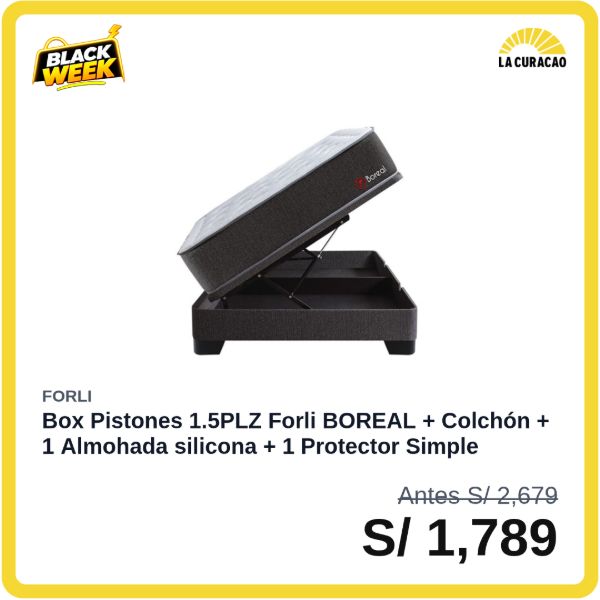 BLACK
WEEK
LA CURACAO
Boreal
FORLI
Box Pistones 1.5PLZ Forli BOREAL + Colchón +
1 Almohada silicona + 1 Protector Simple
Antes S/ 2,679
S/ 1,789